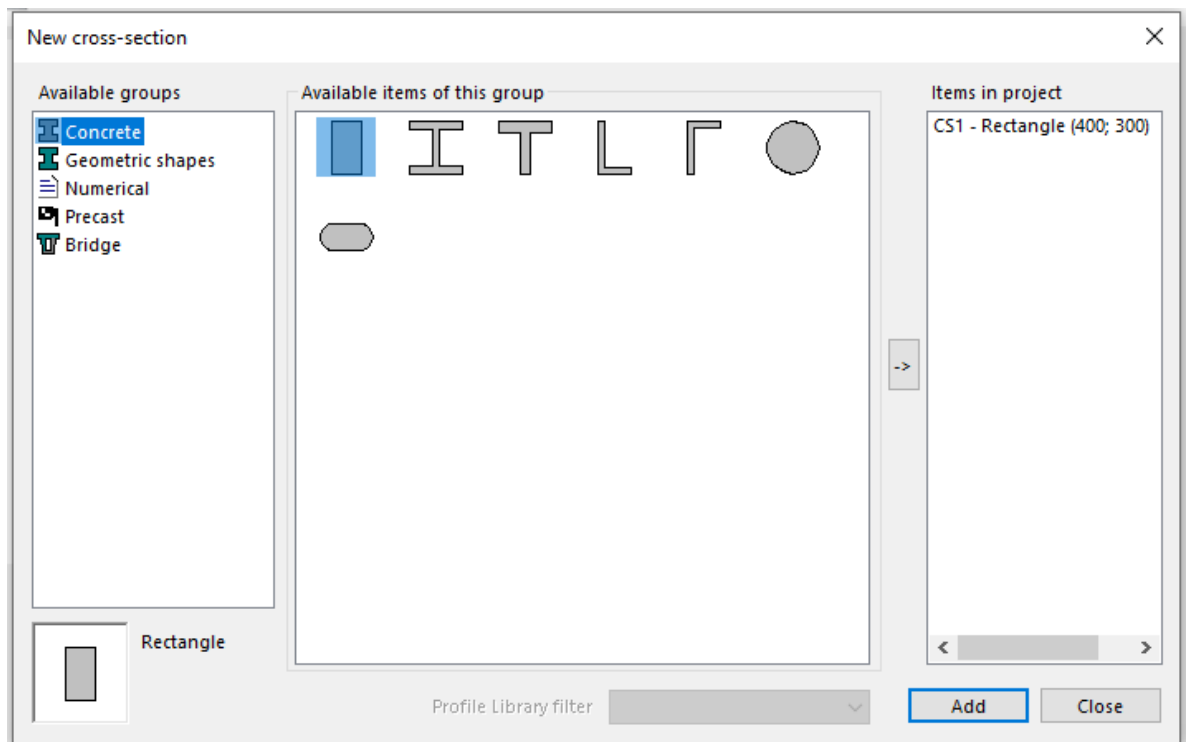 New cross-section
Available groups
Concrete
Geometric shapes
Numerical
Precast
Bridge
Rectangle
Available items of this group
Profile Library filter
->
Items in project
CS1 - Rectangle (400; 300)
Add
Close